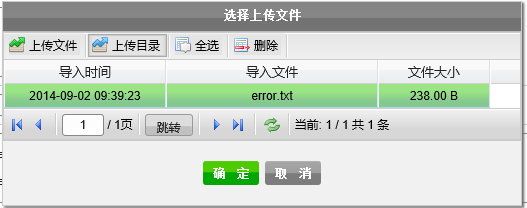 选择上传文件
上传文件 上传目录 全选 删除
导入时间 导入文件 文件大小
2014-09-02 09:39:23 error.txt 238.00 B
1 / 1页 跳转 当前: 1 / 1 共 1 条
确 定 取 消